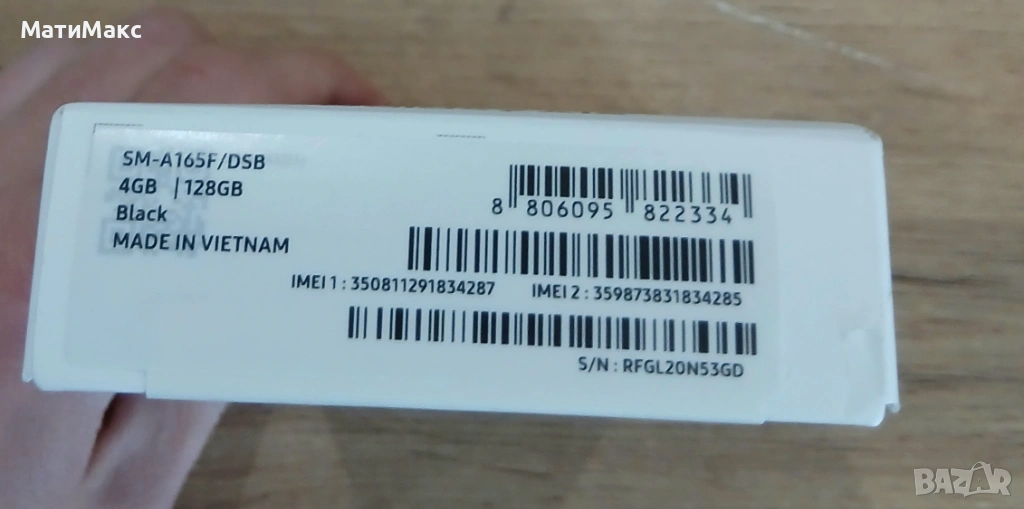 МатиМакс
SM-A165F/DSB
4GB | 128GB
Black
MADE IN VIETNAM
8 806095 822334
IMEI 1 : 350811291834287 IMEI 2 : 359873831834285
S/N : RFGL20N53GD
BAZAR